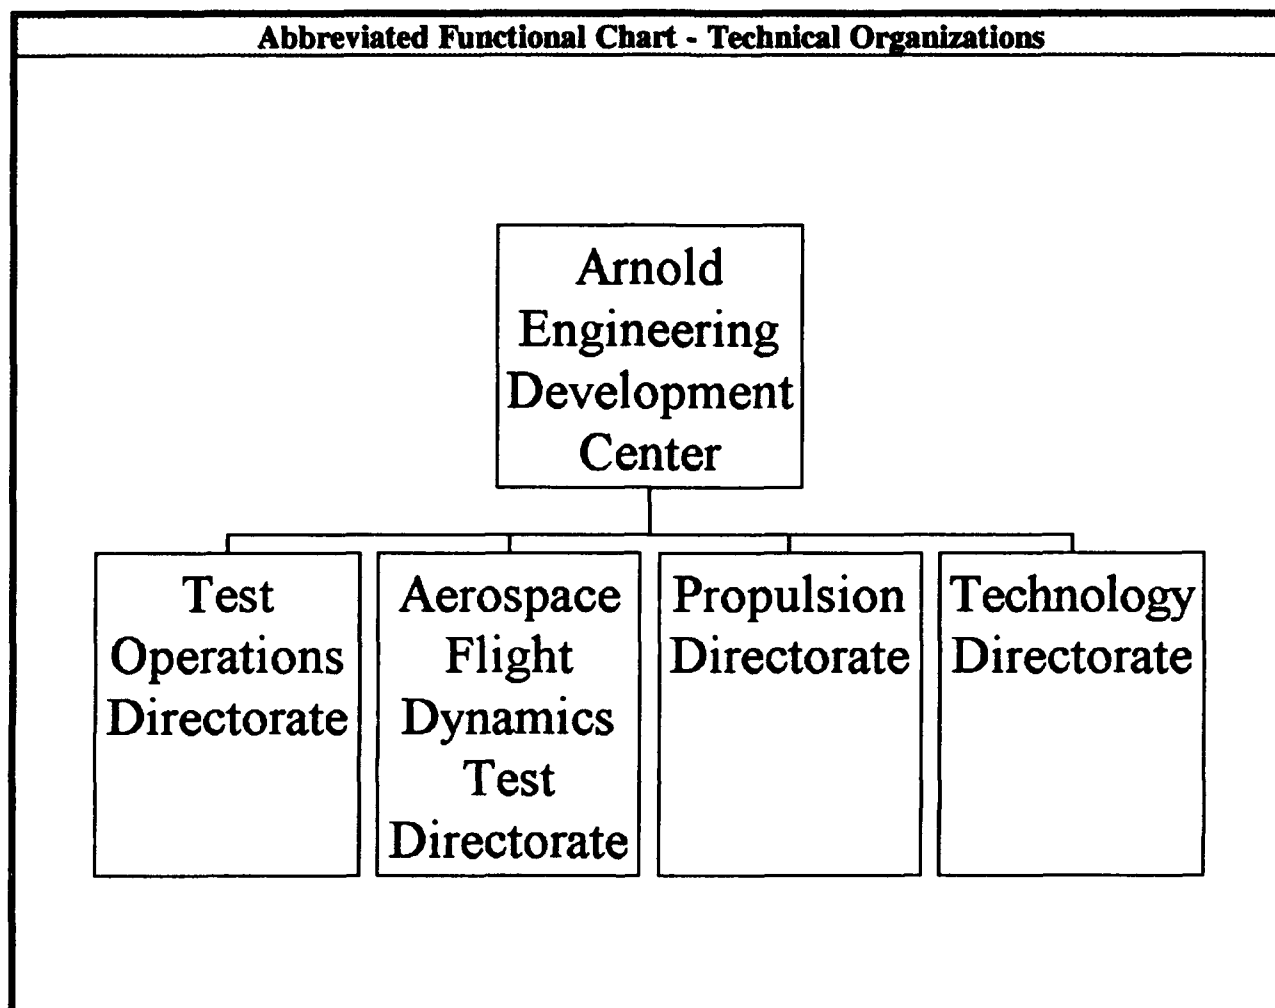 Abbreviated Functional Chart - Technical Organizations
Arnold
Engineering
Development
Center
Test
Operations
Directorate
Aerospace
Flight
Dynamics
Test
Directorate
Propulsion
Directorate
Technology
Directorate